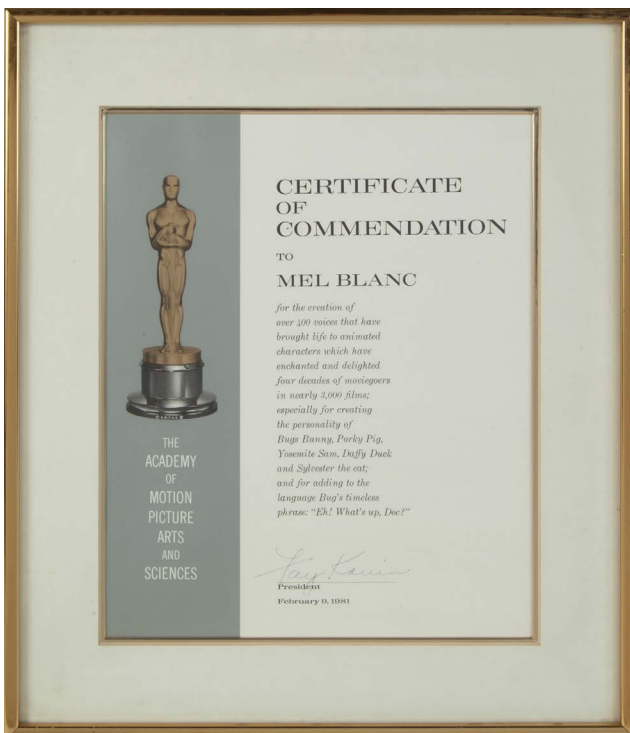 CERTIFICATE
OF
COMMENDATION
TO
MEL BLANC
for the creation of
over 400 voices that have
brought life to animated
characters which have
enchanted and delighted
four decades of moviegoers
in nearly 3,000 films;
especially for creating
the personality of
Bugs Bunny, Porky Pig,
Yosemite Sam, Daffy Duck
and Sylvester the cat;
and for adding to the
language Bug's timeless
phrase: "Eh! What's up, Doc?"
Fay Kanin
President
February 9, 1981
THE
ACADEMY
OF
MOTION
PICTURE
ARTS
AND
SCIENCES